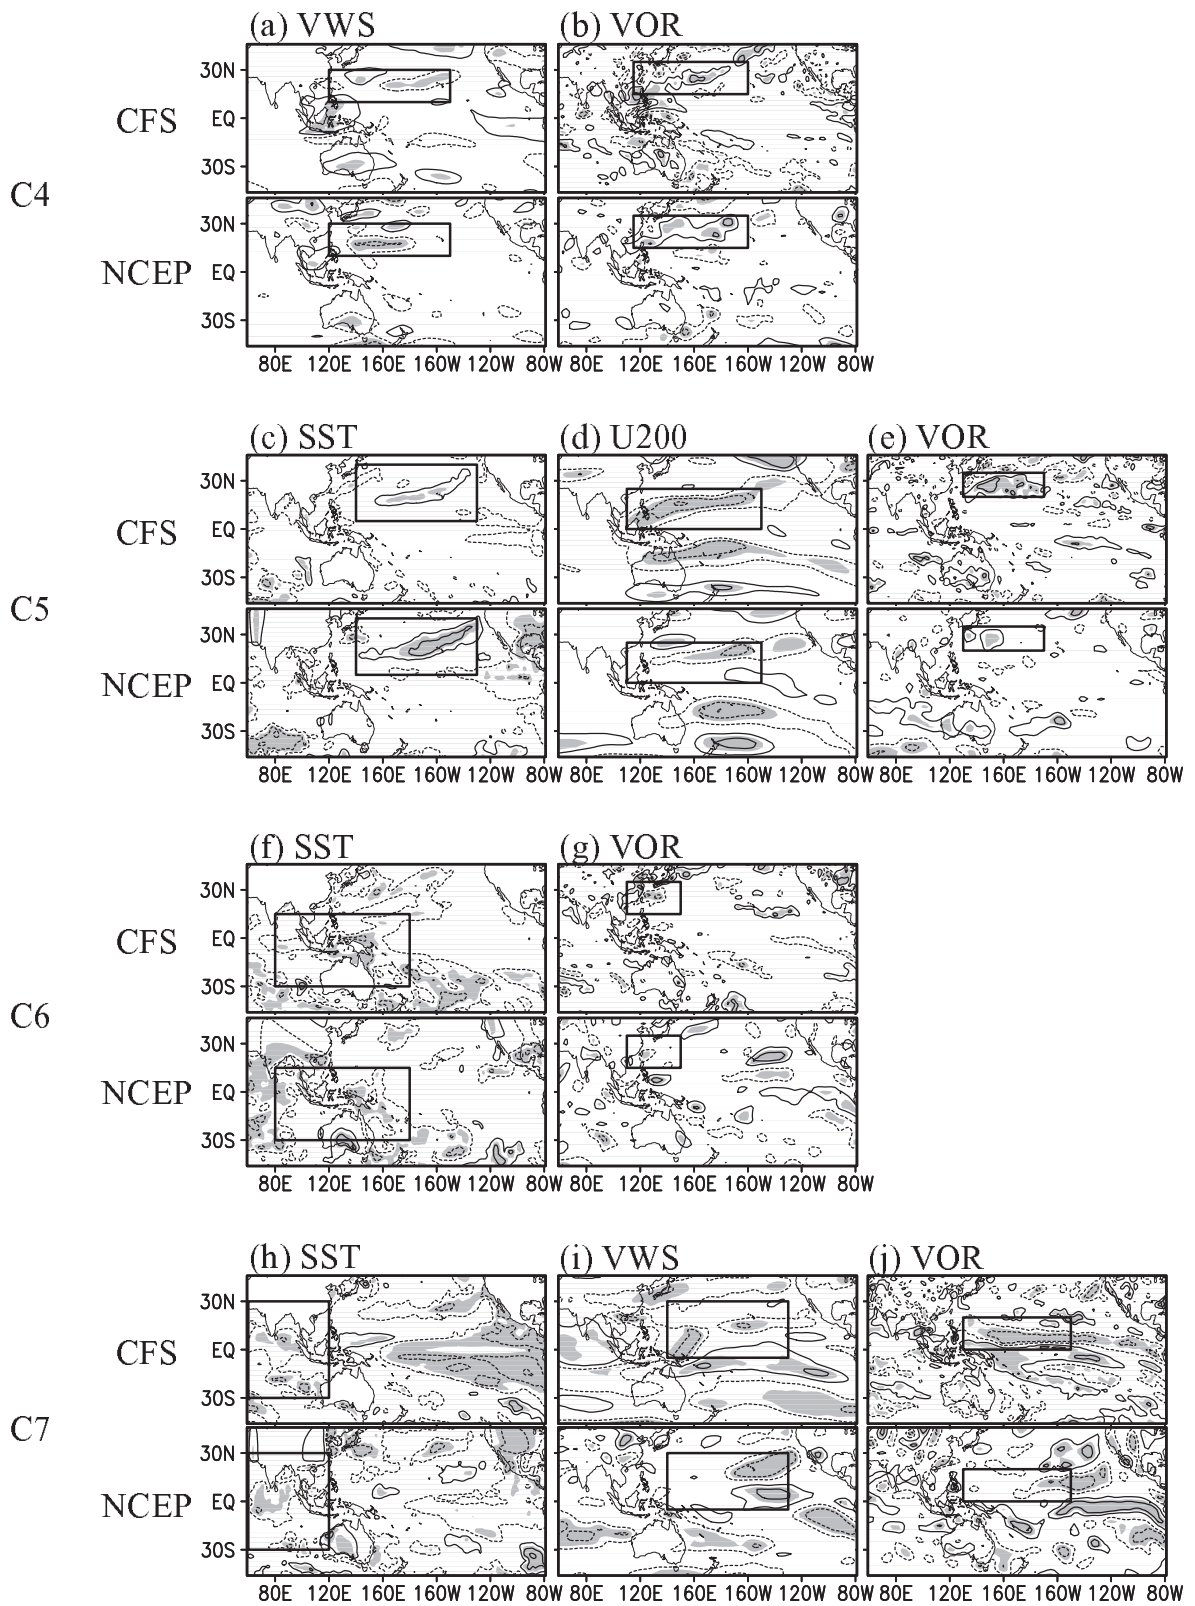 (a) VWS (b) VOR
C4
CFS 30N EQ 30S
NCEP 30N EQ 30S
80E 120E 160E 160W 120W 80W 120E 160E 160W 120W 80W
80E
(c) SST (d) U200 (e) VOR
C5
CFS 30N EQ 30S
NCEP 30N EQ 30S
80E 120E 160E 160W 120W 80W 80E 120E 160E 160W 120W 80W 80E 120E 160E 160W 120W 80W
(f) SST (g) VOR
C6
CFS 30N EQ 30S
NCEP 30N EQ 30S
80E 120E 160E 160W 120W 80E 120E 160E 160W 120W 80W
(h) SST (i) VWS (j) VOR
C7
CFS 30N EQ 30S
NCEP 30N EQ 30S
80E 120E 160E 160W 120W 80W 80E 120E 160E 160W 120W 80W 80E 120E 160E 160W 120W 80W